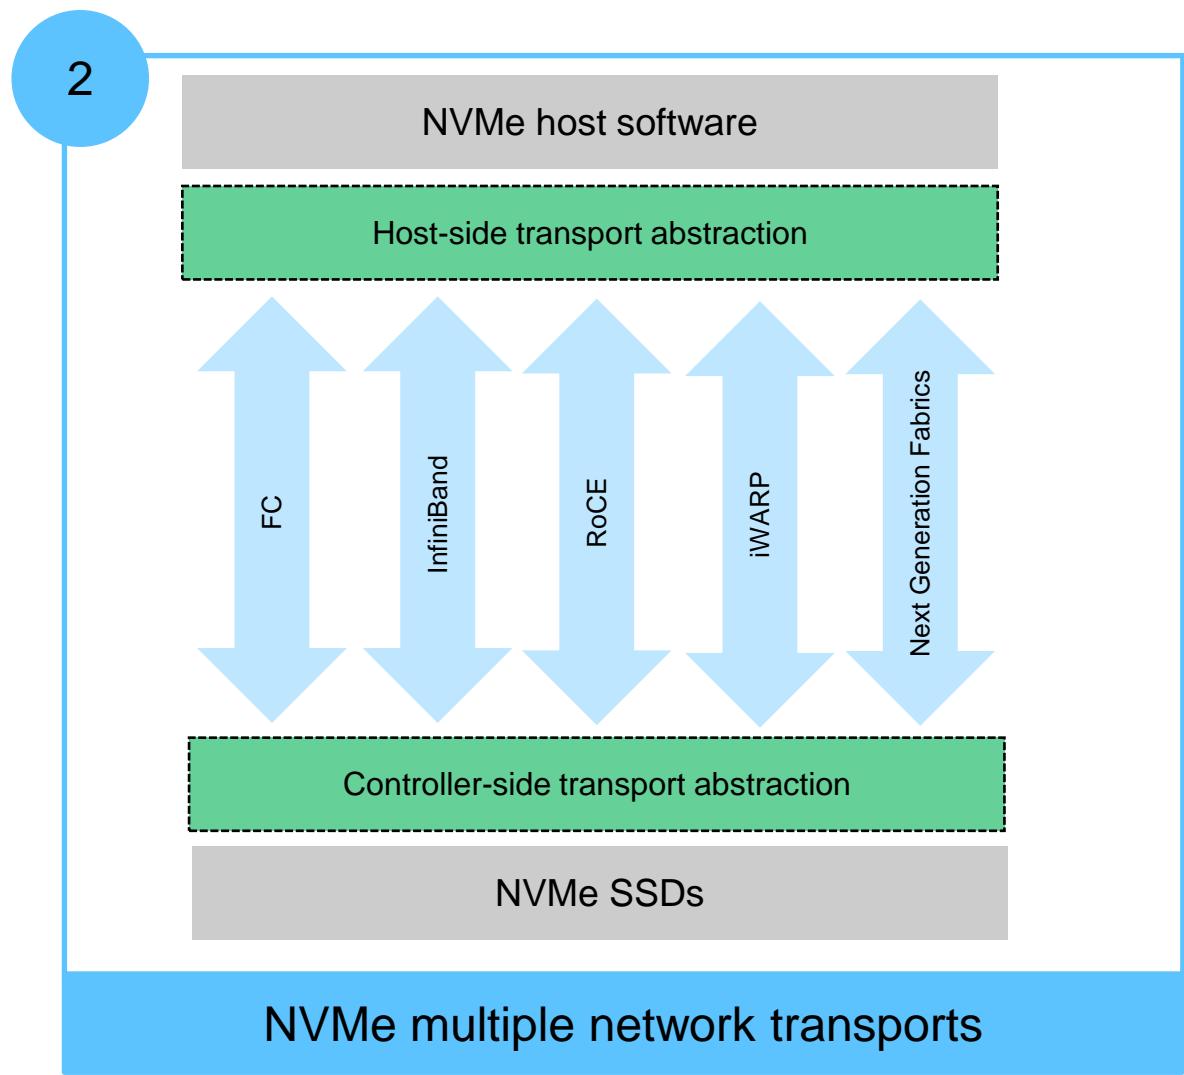 2
NVMe host software
Host-side transport abstraction
FC
InfiniBand
RoCE
iWARP
Next Generation Fabrics
Controller-side transport abstraction
NVMe SSDs
NVMe multiple network transports